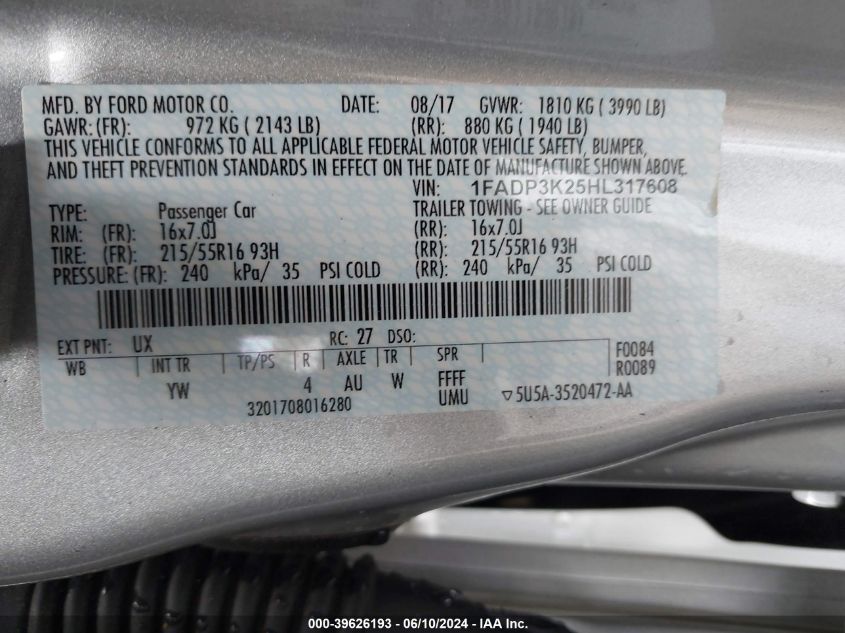 MFD. BY FORD MOTOR CO. DATE: 08/17 GVWR: 1810 KG ( 3990 LB)
GAWR: (FR): 972 KG ( 2143 LB) (RR): 880 KG ( 1940 LB)
THIS VEHICLE CONFORMS TO ALL APPLICABLE FEDERAL MOTOR VEHICLE SAFETY, BUMPER,
AND THEFT PREVENTION STANDARDS IN EFFECT ON THE DATE OF MANUFACTURE SHOWN ABOVE.
VIN: 1FADP3K25HL317608
TYPE: Passenger Car TRAILER TOWING - SEE OWNER GUIDE
RIM: (FR): 16x7.0J (RR): 16x7.0J
TIRE: (FR): 215/55R16 93H (RR): 215/55R16 93H
PRESSURE: (FR): 240 kPa/ 35 PSI COLD (RR): 240 kPa/ 35 PSI COLD
EXT PNT: UX RC: 27 DSO: F0084
WB INT TR TP/PS R AXLE TR SPR R0089
YW 4 AU W FFFF
3201708016280 UMU ▽5U5A-3520472-AA
000-39626193 - 06/10/2024 - IAA Inc.